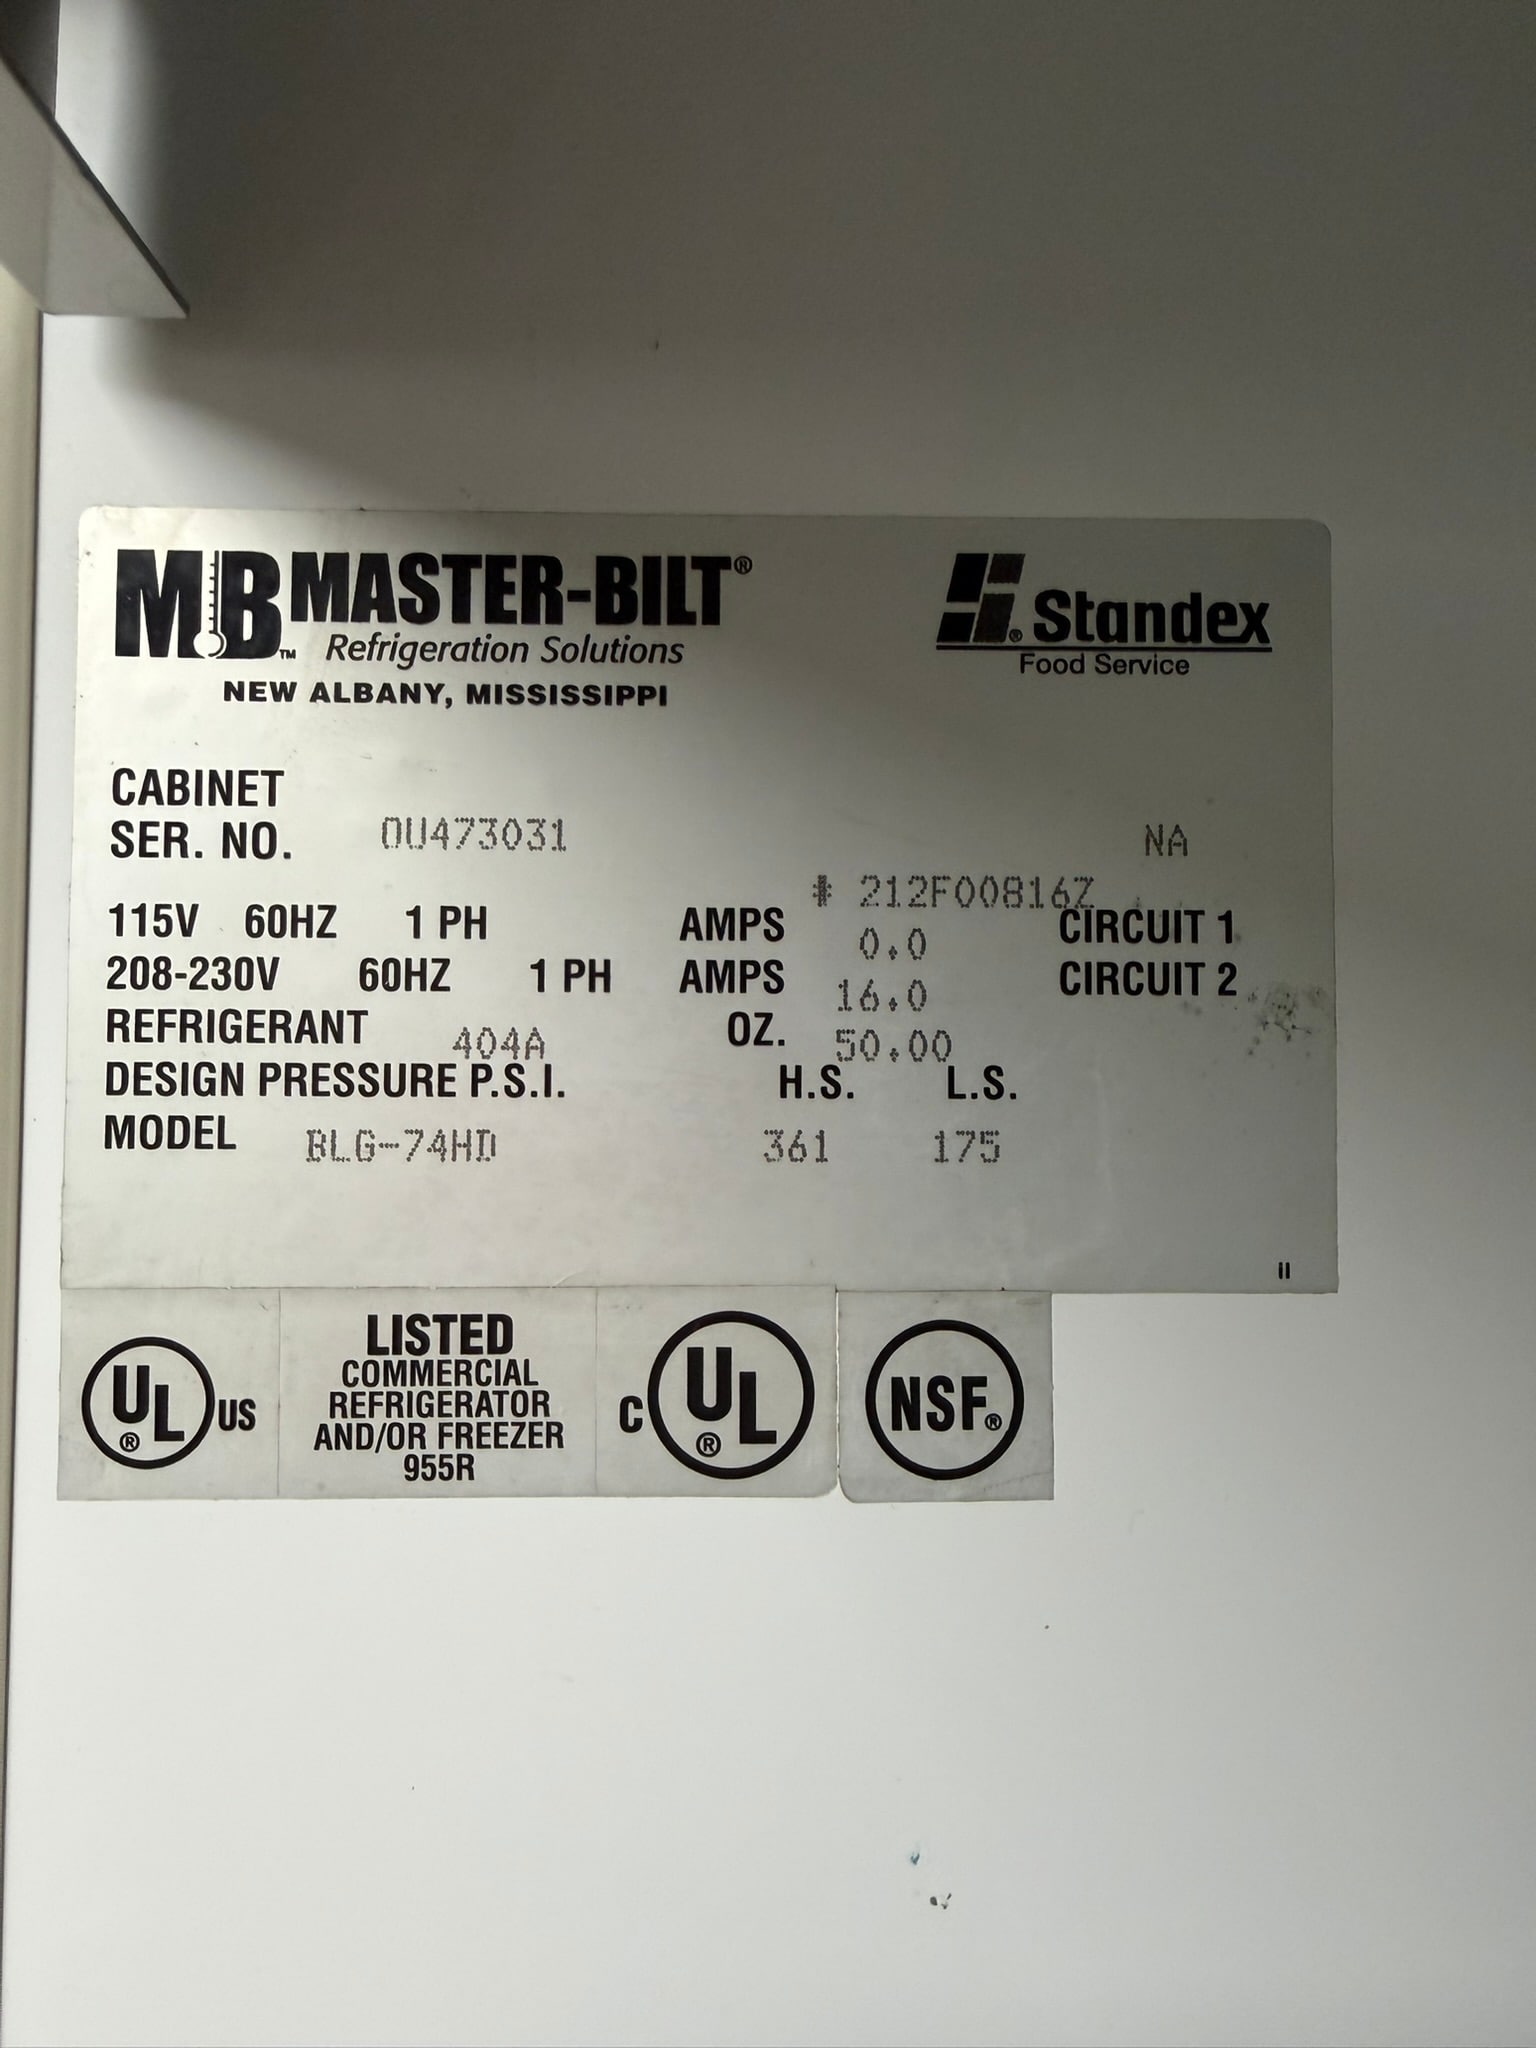 MB™ MASTER-BILT®
Refrigeration Solutions
NEW ALBANY, MISSISSIPPI
® Standex
Food Service
CABINET
SER. NO. 0U473031 NA
# 212F00816Z
115V 60HZ 1 PH AMPS 0.0 CIRCUIT 1
208-230V 60HZ 1 PH AMPS 16.0 CIRCUIT 2
REFRIGERANT 404A OZ. 50.00
DESIGN PRESSURE P.S.I. H.S. L.S.
MODEL BLG-74HD 361 175
II
UL® US
LISTED
COMMERCIAL
REFRIGERATOR
AND/OR FREEZER
955R
C UL®
NSF®